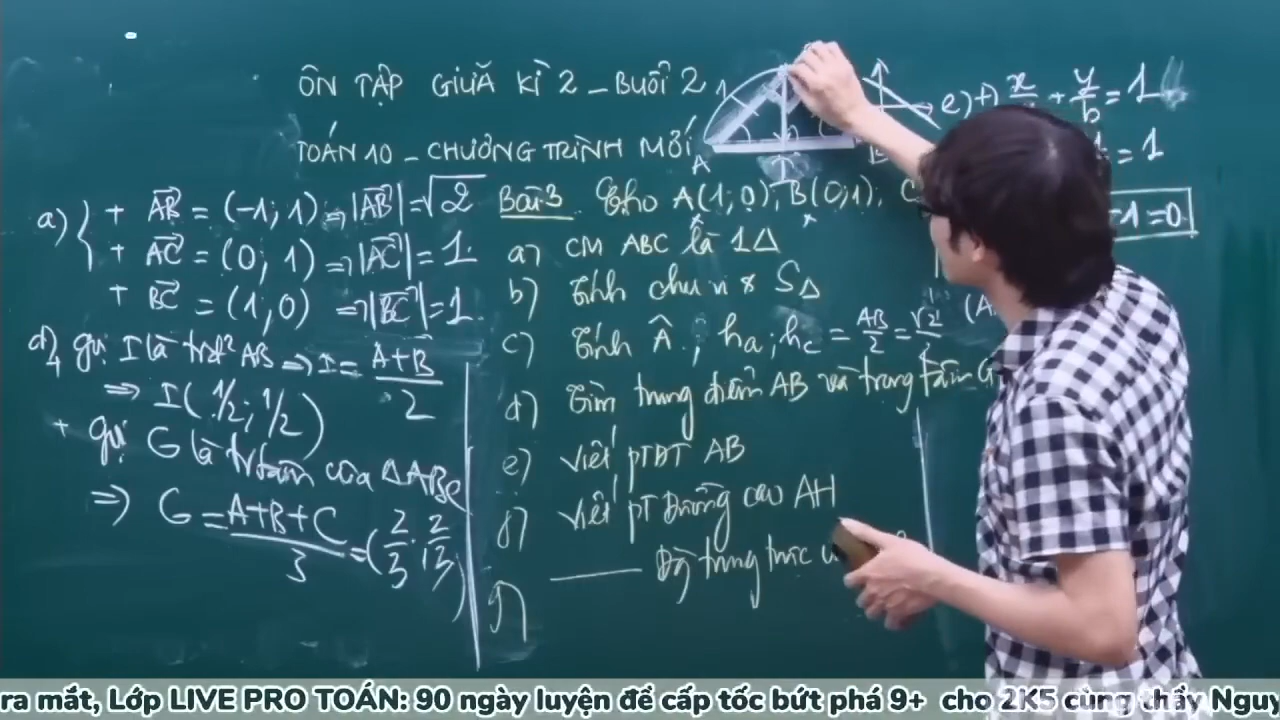 ÔN TẬP GIỮA KÌ 2 - BUỔI 2
TOÁN 10 - CHƯƠNG TRÌNH MỚI
A
a) + AB = (-1; 1) => |AB| = √2
+ AC = (0; 1) => |AC| = 1.
+ BC = (1; 0) => |BC| = 1.
d) gọi I là trđ² AB => I = A+B / 2
=> I(1/2; 1/2)
+ gọi G là tr tâm của ΔABC
=> G = A+B+C / 3 = (2/3; 2/3)
Bài 3. Cho A(1; 0); B(0; 1); C
a) CM ABC là 1Δ
b) Tính chu vi & SΔ
c) Tính Â, ha; hc = AB/2 = √2/2
d) Tìm trung điểm AB và trọng tâm G
e) Viết PTĐT AB
f) Viết PT Đường cao AH
g) —— Đg trung trực
e) +) x/ + y/b = 1
= 1
-1 = 0
ra mắt, Lớp LIVE PRO TOÁN: 90 ngày luyện đề cấp tốc bứt phá 9+ cho 2K5 cùng thầy Nguy